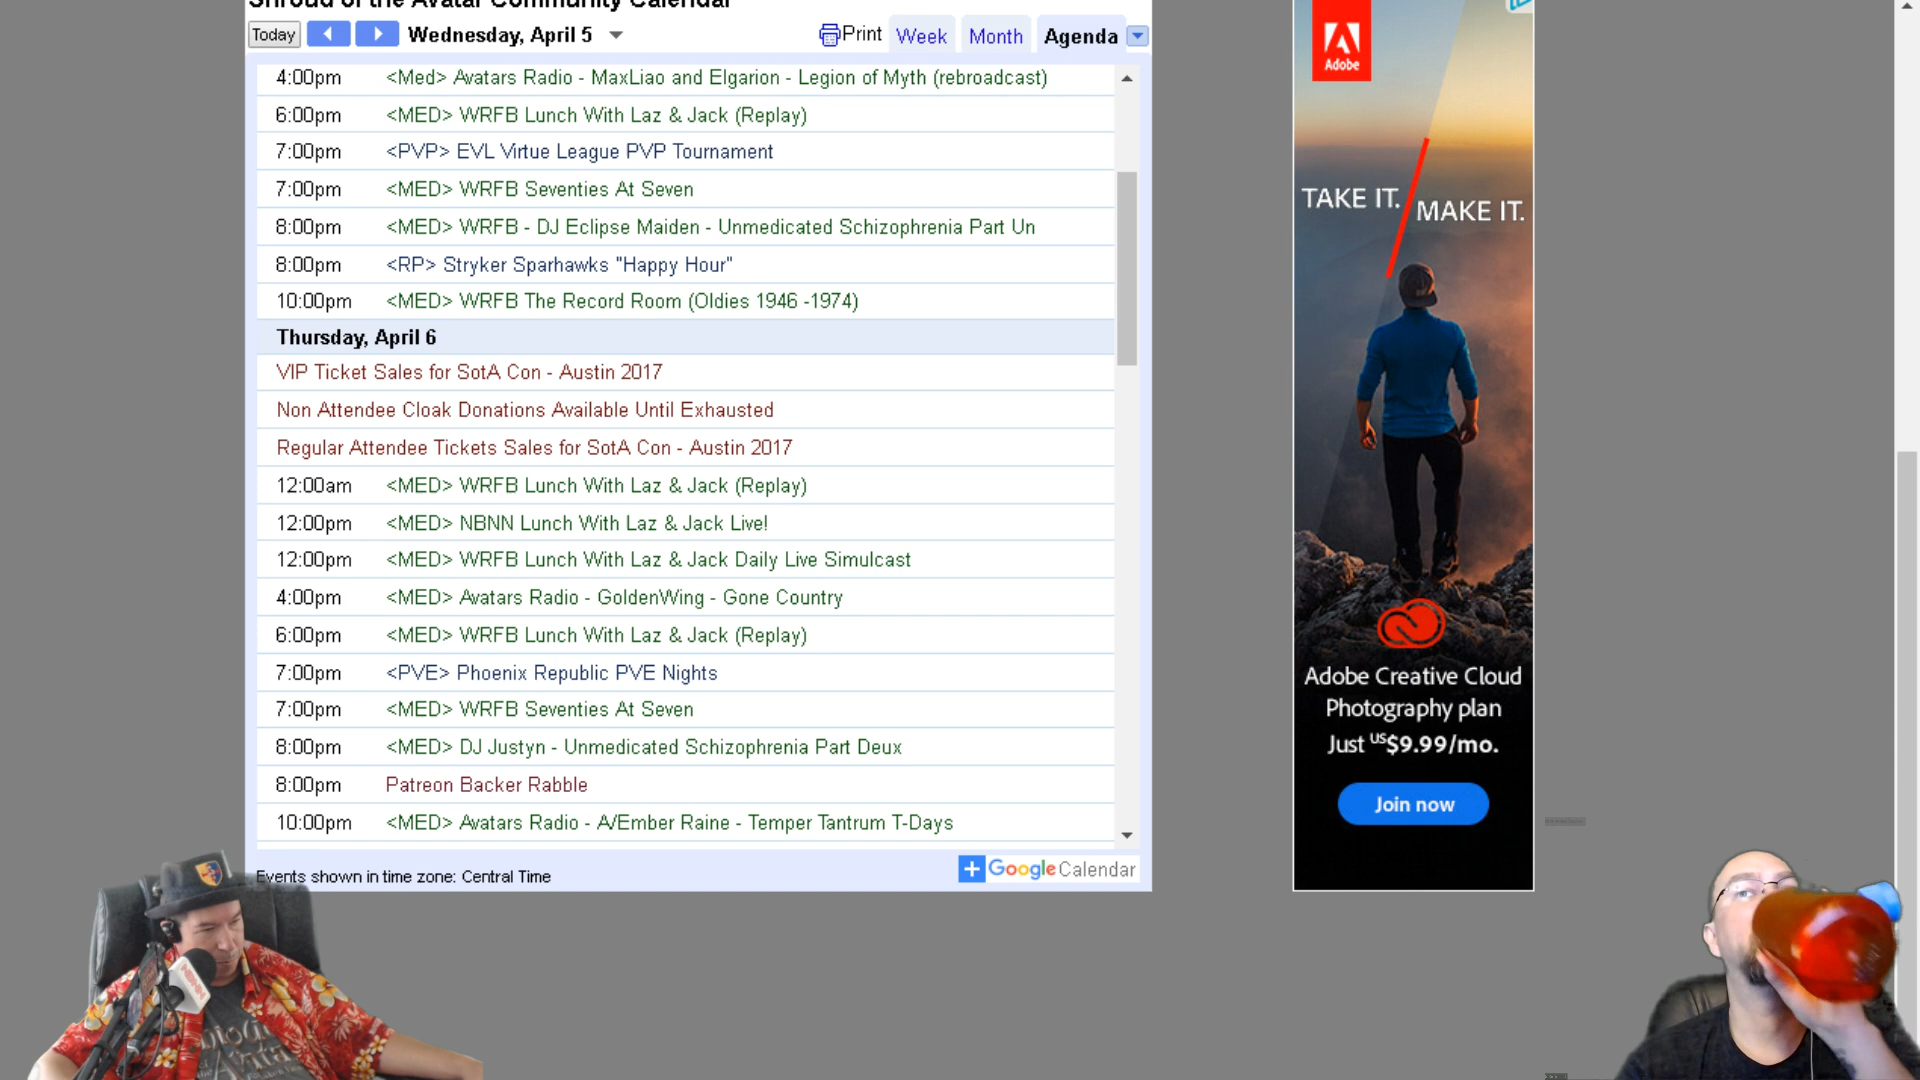 Shroud of the Avatar Community Calendar
Today
Wednesday, April 5
Print
Week
Month
Agenda
4:00pm <Med> Avatars Radio - MaxLiao and Elgarion - Legion of Myth (rebroadcast)
6:00pm <MED> WRFB Lunch With Laz & Jack (Replay)
7:00pm <PVP> EVL Virtue League PVP Tournament
7:00pm <MED> WRFB Seventies At Seven
8:00pm <MED> WRFB - DJ Eclipse Maiden - Unmedicated Schizophrenia Part Un
8:00pm <RP> Stryker Sparhawks "Happy Hour"
10:00pm <MED> WRFB The Record Room (Oldies 1946 -1974)
Thursday, April 6
VIP Ticket Sales for SotA Con - Austin 2017
Non Attendee Cloak Donations Available Until Exhausted
Regular Attendee Tickets Sales for SotA Con - Austin 2017
12:00am <MED> WRFB Lunch With Laz & Jack (Replay)
12:00pm <MED> NBNN Lunch With Laz & Jack Live!
12:00pm <MED> WRFB Lunch With Laz & Jack Daily Live Simulcast
4:00pm <MED> Avatars Radio - GoldenWing - Gone Country
6:00pm <MED> WRFB Lunch With Laz & Jack (Replay)
7:00pm <PVE> Phoenix Republic PVE Nights
7:00pm <MED> WRFB Seventies At Seven
8:00pm <MED> DJ Justyn - Unmedicated Schizophrenia Part Deux
8:00pm Patreon Backer Rabble
10:00pm <MED> Avatars Radio - A/Ember Raine - Temper Tantrum T-Days
Events shown in time zone: Central Time
Google Calendar
Adobe
TAKE IT.
MAKE IT.
Adobe Creative Cloud
Photography plan
Just US$9.99/mo.
Join now
NBNN